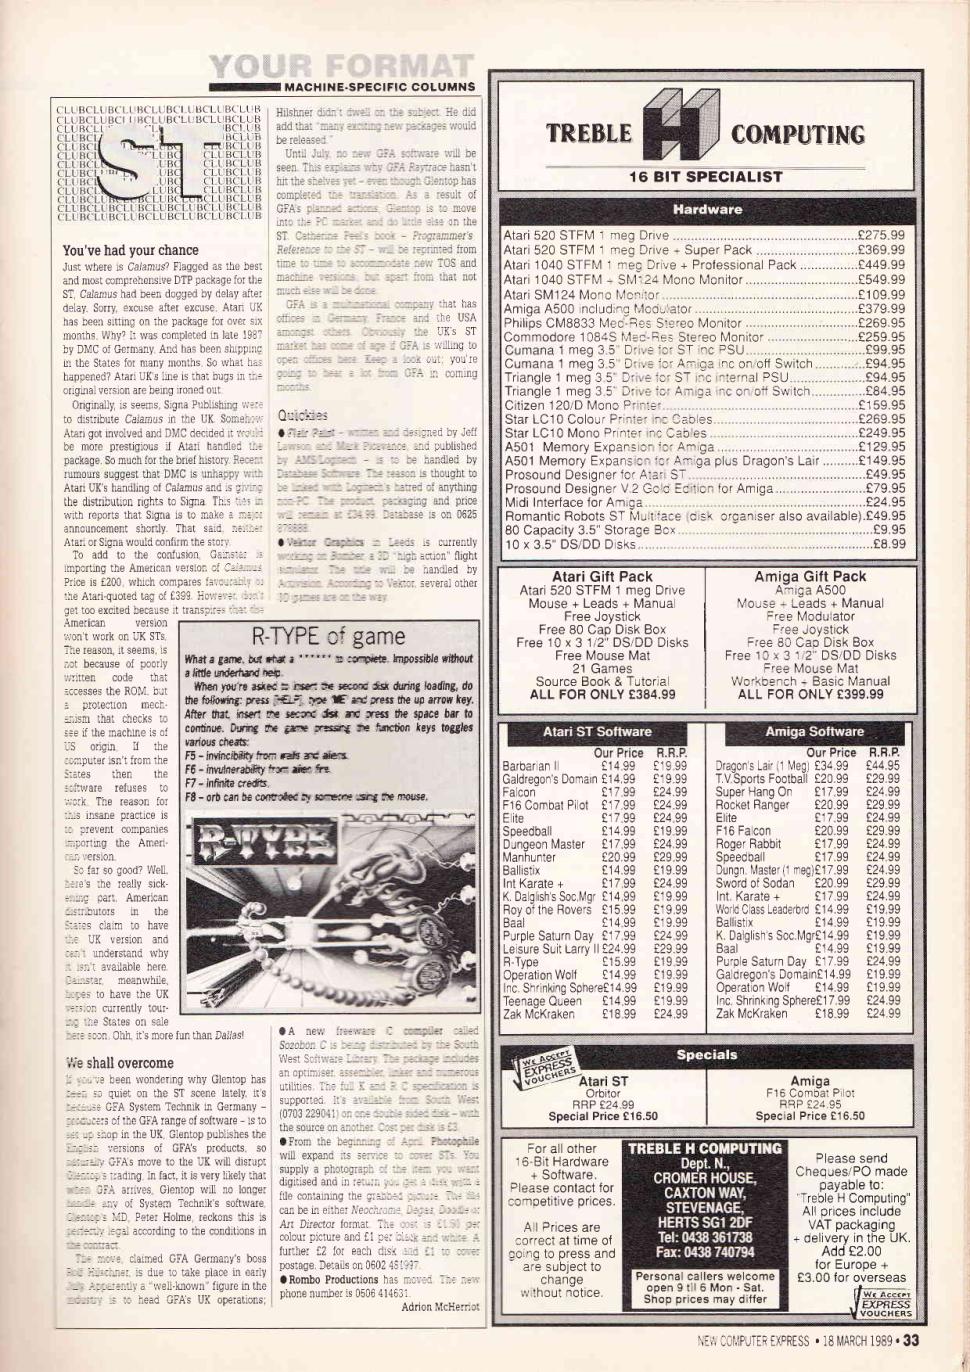 YOUR FORMAT
MACHINE-SPECIFIC COLUMNS
CLUBCLUBCLUBCLUBCLUBCLUBCLUB
ST
You've had your chance
Just where is Calamus? Flagged as the best
and most comprehensive DTP package for the
ST, Calamus had been dogged by delay after
delay. Sorry, excuse after excuse. Atari UK
has been sitting on the package for over six
months. Why? It was completed in late 1987
by DMC of Germany. And has been shipping
in the States for many months. So what has
happened? Atari UK's line is that bugs in the
original version are being ironed out.
Originally, is seems, Signa Publishing were
to distribute Calamus in the UK. Somehow
Atari got involved and DMC decided it would
be more prestigious if Atari handled the
package. So much for the brief history. Recent
rumours suggest that DMC is unhappy with
Atari UK's handling of Calamus and is giving
the distribution rights to Signa. This ties in
with reports that Signa is to make a major
announcement shortly. That said, neither
Atari or Signa would confirm the story.
To add to the confusion, Gainstar is
importing the American version of Calamus.
Price is £200, which compares favourably to
the Atari-quoted tag of £399. However, don't
get too excited because it transpires that the
American version
won't work on UK STs.
The reason, it seems, is
not because of poorly
written code that
accesses the ROM, but
a protection mech-
anism that checks to
see if the machine is of
US origin. If the
computer isn't from the
States then the
software refuses to
work. The reason for
this insane practice is
to prevent companies
importing the Ameri-
can version.
So far so good? Well,
here's the really sick-
ening part. American
distributors in the
States claim to have
the UK version and
can't understand why
it isn't available here.
Gainstar, meanwhile,
hopes to have the UK
version currently tour-
ing the States on sale
here soon. Ohh, it's more fun than Dallas!
We shall overcome
If you've been wondering why Glentop has
been so quiet on the ST scene lately, it's
because GFA System Technik in Germany –
producers of the GFA range of software – is to
set up shop in the UK. Glentop publishes the
English versions of GFA's products, so
naturally GFA's move to the UK will disrupt
Glentop's trading. In fact, it is very likely that
when GFA arrives, Glentop will no longer
handle any of System Technik's software.
Glentop's MD, Peter Holme, reckons this is
perfectly legal according to the conditions in
the contract.
The move, claimed GFA Germany's boss
is due to take place in early
July. Apparently a "well-known" figure in the
industry is to head GFA's UK operations;
Hilshner didn't dwell on the subject. He did
add that "many exciting new packages would
be released."
Until July, no new GFA software will be
seen. This explains why GFA Raytrace hasn't
hit the shelves yet – even though Glentop has
completed the translation. As a result of
GFA's planned actions, Glentop is to move
into the PC market and do little else on the
ST. Catherine Peel's book – Programmer's
Reference to the ST – will be reprinted from
time to time to accommodate new TOS and
machine versions, but apart from that not
much else will be done.
GFA is a multinational company that has
offices in Germany, France and the USA
amongst others. Obviously the UK's ST
market has come of age if GFA is willing to
open offices here. Keep a look out; you're
going to hear a lot from GFA in coming
months.
Quickies
● Flair Paint – written and designed by Jeff
Lawson and Mark Picavance, and published
by AMS/Logitech – is to be handled by
Database Software. The reason is thought to
be linked with Logitech's hatred of anything
non-PC. The product, packaging and price
will remain at £34.99. Database is on 0625
878888.
● Vektor Graphics in Leeds is currently
working on Bomber, a 3D "high action" flight
simulator. The title will be handled by
Activision. According to Vektor, several other
3D games are on the way.
R-TYPE of game
What a game, but what a ****** to complete. Impossible without
a little underhand help.
When you're asked to insert the second disk during loading, do
the following: press [HELP], type 'ME' and press the up arrow key.
After that, insert the second disk and press the space bar to
continue. During the game pressing the function keys toggles
various cheats:
F5 – invincibility from walls and aliens.
F6 – invulnerability from alien fire.
F7 – infinite credits.
F8 – orb can be controlled by someone using the mouse.
R-TYPE
● A new freeware C compiler called
Sozobon C is being distributed by the South
West Software Library. The package includes
an optimiser, assembler, linker and numerous
utilities. The full K and R C specification is
supported. It's available from South West
(0703 229041) on one double sided disk – with
the source on another. Cost per disk is £3.
● From the beginning of April Photophile
will expand its service to cover STs. You
supply a photograph of the item you want
digitised and in return you get a disk with a
file containing the grabbed picture. The file
can be in either Neochrome, Degas, Doodle or
Art Director format. The cost is £1.50 per
colour picture and £1 per black and white. A
further £2 for each disk and £1 to cover
postage. Details on 0602 481997.
● Rombo Productions has moved. The new
phone number is 0506 414631.
Adrion McHerriot
TREBLE H COMPUTING
16 BIT SPECIALIST
Hardware
Atari 520 STFM 1 meg Drive £275.99
Atari 520 STFM 1 meg Drive + Super Pack £369.99
Atari 1040 STFM 1 meg Drive + Professional Pack £449.99
Atari 1040 STFM + SM124 Mono Monitor £549.99
Atari SM124 Mono Monitor £109.99
Amiga A500 including Modulator £379.99
Philips CM8833 Med-Res Stereo Monitor £269.95
Commodore 1084S Med-Res Stereo Monitor £259.95
Cumana 1 meg 3.5" Drive for ST inc PSU £99.95
Cumana 1 meg 3.5" Drive for Amiga inc on/off Switch £94.95
Triangle 1 meg 3.5" Drive for ST inc internal PSU £94.95
Triangle 1 meg 3.5" Drive for Amiga inc on/off Switch £84.95
Citizen 120/D Mono Printer £159.95
Star LC10 Colour Printer inc Cables £269.95
Star LC10 Mono Printer inc Cables £249.95
A501 Memory Expansion for Amiga £129.95
A501 Memory Expansion for Amiga plus Dragon's Lair £149.95
Prosound Designer for Atari ST £49.95
Prosound Designer V.2 Gold Edition for Amiga £79.95
Midi Interface for Amiga £24.95
Romantic Robots ST Multiface (disk organiser also available) £49.95
80 Capacity 3.5" Storage Box £9.95
10 x 3.5" DS/DD Disks £8.99
Atari Gift Pack
Atari 520 STFM 1 meg Drive
Mouse + Leads + Manual
Free Joystick
Free 80 Cap Disk Box
Free 10 x 3 1/2" DS/DD Disks
Free Mouse Mat
21 Games
Source Book & Tutorial
ALL FOR ONLY £384.99
Amiga Gift Pack
Amiga A500
Mouse + Leads + Manual
Free Modulator
Free Joystick
Free 80 Cap Disk Box
Free 10 x 3 1/2" DS/DD Disks
Free Mouse Mat
Workbench + Basic Manual
ALL FOR ONLY £399.99
Atari ST Software
Our Price R.R.P.
Barbarian II £14.99 £19.99
Galdregon's Domain £14.99 £19.99
Falcon £17.99 £24.99
F16 Combat Pilot £17.99 £24.99
Elite £17.99 £24.99
Speedball £14.99 £19.99
Dungeon Master £17.99 £24.99
Manhunter £20.99 £29.99
Ballistix £14.99 £19.99
Int Karate + £17.99 £24.99
K. Dalglish's Soc.Mgr £14.99 £19.99
Roy of the Rovers £15.99 £19.99
Baal £14.99 £19.99
Purple Saturn Day £17.99 £24.99
Leisure Suit Larry II £24.99 £29.99
R-Type £15.99 £19.99
Operation Wolf £14.99 £19.99
Inc. Shrinking Sphere £14.99 £19.99
Teenage Queen £14.99 £19.99
Zak McKraken £18.99 £24.99
Amiga Software
Our Price R.R.P.
Dragon's Lair (1 Meg) £34.99 £44.95
T.V.Sports Football £20.99 £29.99
Super Hang On £17.99 £24.99
Rocket Ranger £20.99 £29.99
Elite £17.99 £24.99
F16 Falcon £20.99 £29.99
Roger Rabbit £17.99 £24.99
Speedball £17.99 £24.99
Dungn. Master (1 meg) £17.99 £24.99
Sword of Sodan £20.99 £29.99
Int. Karate + £17.99 £24.99
World Class Leaderbrd £14.99 £19.99
Ballistix £14.99 £19.99
K. Dalglish's Soc.Mgr £14.99 £19.99
Baal £14.99 £19.99
Purple Saturn Day £17.99 £24.99
Galdregon's Domain £14.99 £19.99
Operation Wolf £14.99 £19.99
Inc. Shrinking Sphere £17.99 £24.99
Zak McKraken £18.99 £24.99
Specials
WE ACCEPT
EXPRESS
VOUCHERS
Atari ST
Orbitor
RRP £24.99
Special Price £16.50
Amiga
F16 Combat Pilot
RRP £24.95
Special Price £16.50
For all other
16-Bit Hardware
+ Software.
Please contact for
competitive prices.
All Prices are
correct at time of
going to press and
are subject to
change
without notice.
TREBLE H COMPUTING
Dept. N.,
CROMER HOUSE,
CAXTON WAY,
STEVENAGE,
HERTS SG1 2DF
Tel: 0438 361738
Fax: 0438 740794
Personal callers welcome
open 9 til 6 Mon - Sat.
Shop prices may differ
Please send
Cheques/PO made
payable to:
"Treble H Computing"
All prices include
VAT packaging
+ delivery in the UK.
Add £2.00
for Europe +
£3.00 for overseas
WE ACCEPT
EXPRESS
VOUCHERS
NEW COMPUTER EXPRESS • 18 MARCH 1989 • 33